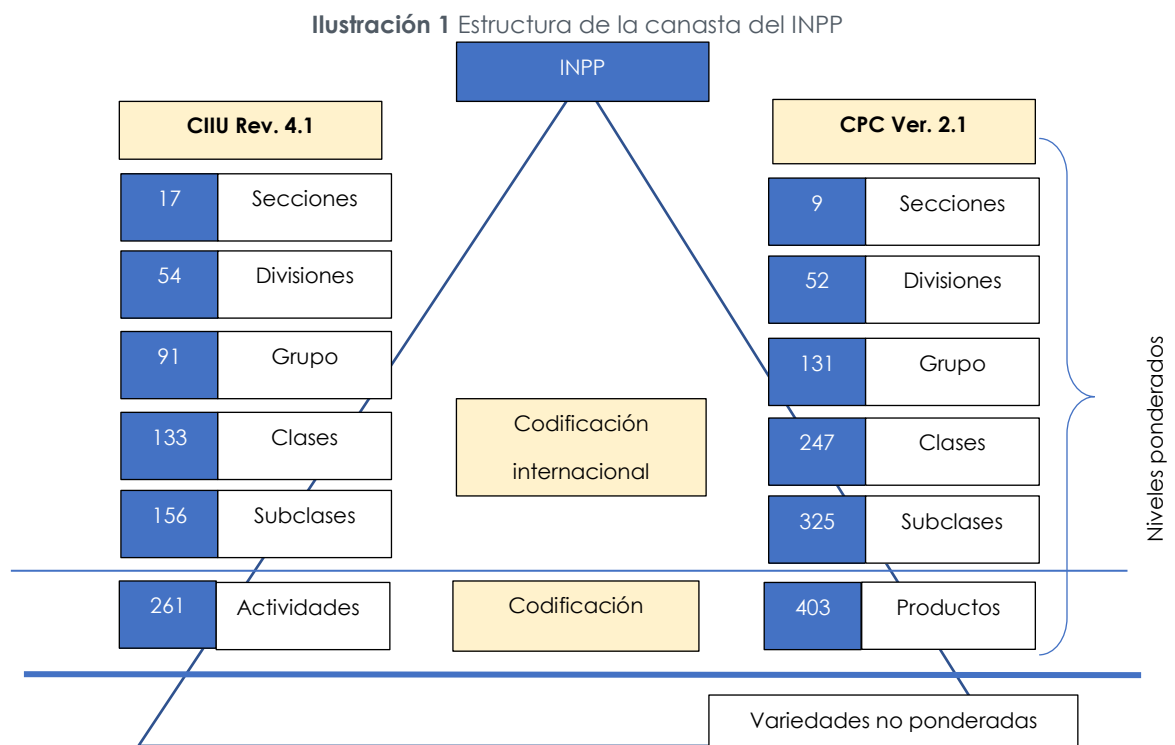 Ilustración 1 Estructura de la canasta del INPP
INPP
CIIU Rev. 4.1
CPC Ver. 2.1
17 Secciones
9 Secciones
54 Divisiones
52 Divisiones
91 Grupo
131 Grupo
Codificación
internacional
133 Clases
247 Clases
156 Subclases
325 Subclases
Niveles ponderados
261 Actividades
Codificación
403 Productos
Variedades no ponderadas